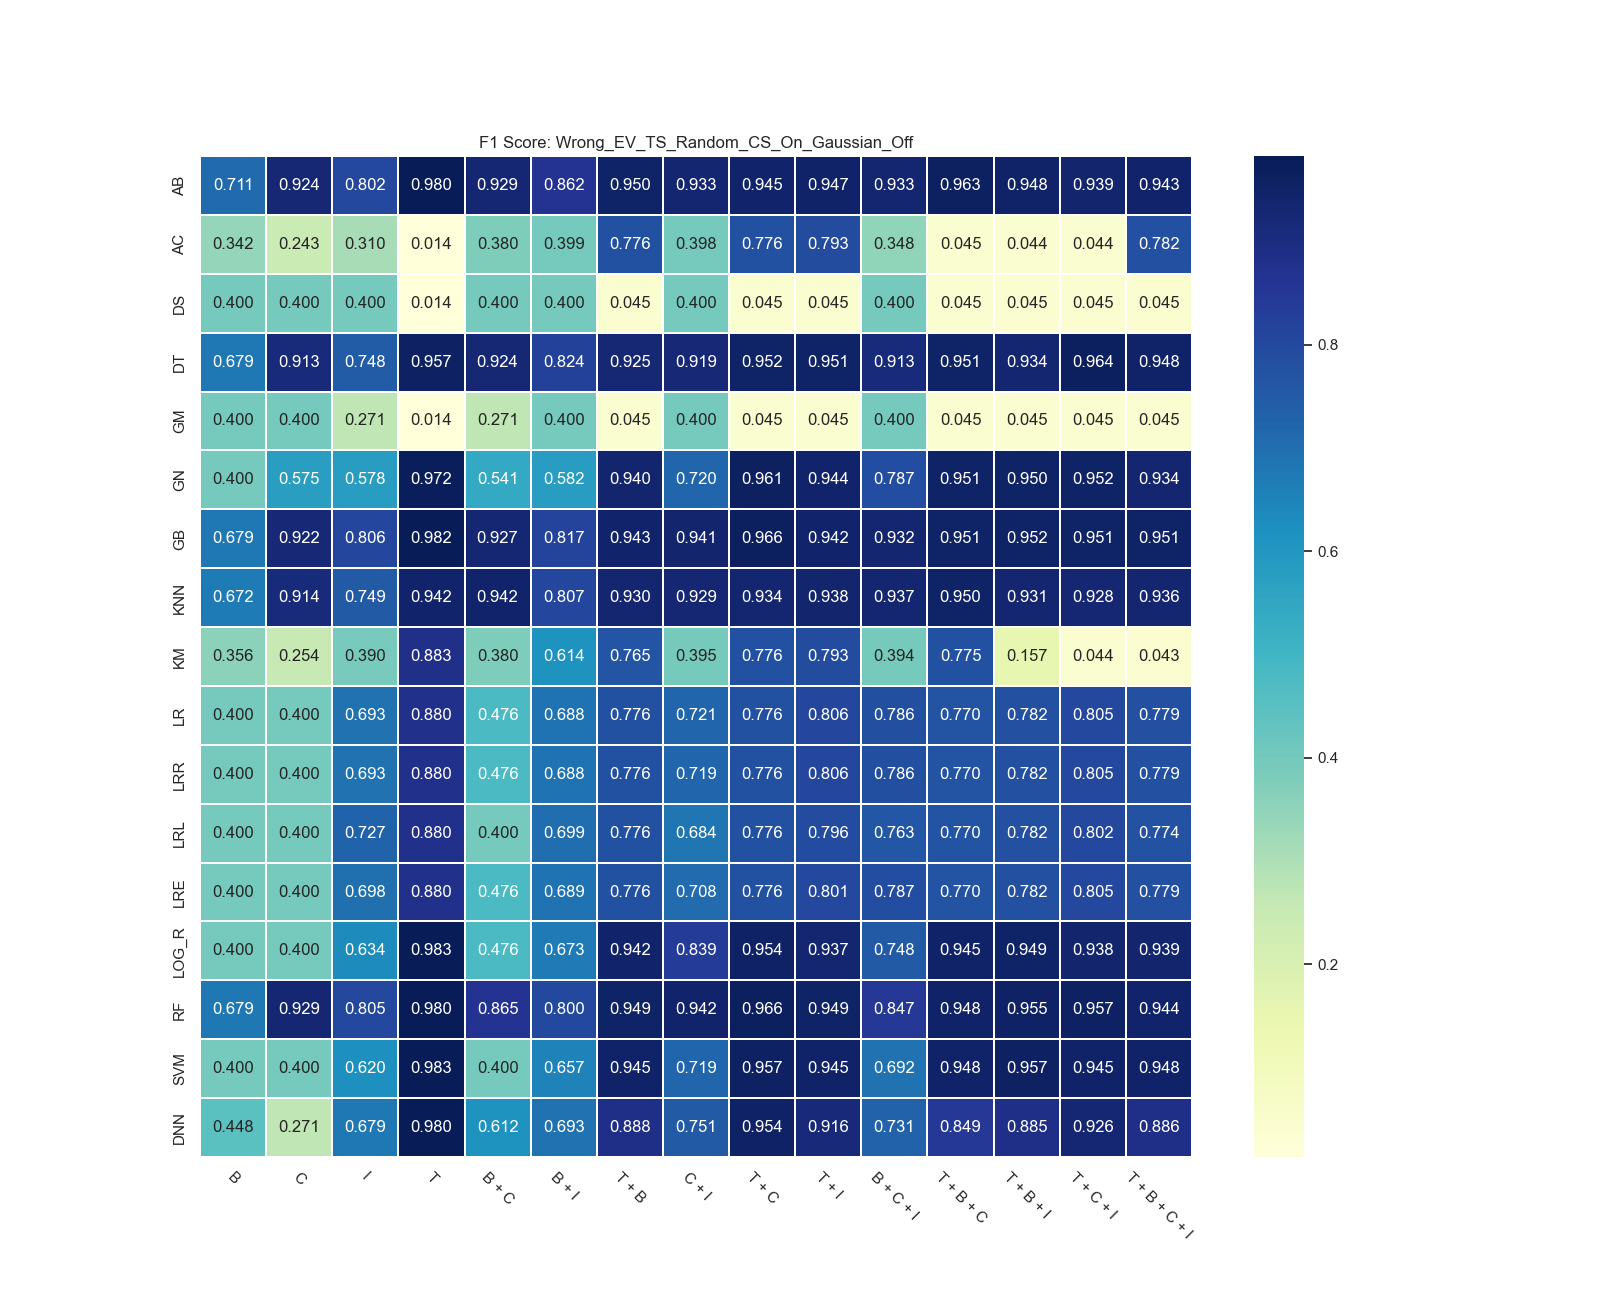 F1 Score: Wrong_EV_TS_Random_CS_On_Gaussian_Off
AB 0.711 0.924 0.802 0.980 0.929 0.862 0.950 0.933 0.945 0.947 0.933 0.963 0.948 0.939 0.943
AC 0.342 0.243 0.310 0.014 0.380 0.399 0.776 0.398 0.776 0.793 0.348 0.045 0.044 0.044 0.782
DS 0.400 0.400 0.400 0.014 0.400 0.400 0.045 0.400 0.045 0.045 0.400 0.045 0.045 0.045 0.045
DT 0.679 0.913 0.748 0.957 0.924 0.824 0.925 0.919 0.952 0.951 0.913 0.951 0.934 0.964 0.948
GM 0.400 0.400 0.271 0.014 0.271 0.400 0.045 0.400 0.045 0.045 0.400 0.045 0.045 0.045 0.045
GN 0.400 0.575 0.578 0.972 0.541 0.582 0.940 0.720 0.961 0.944 0.787 0.951 0.950 0.952 0.934
GB 0.679 0.922 0.806 0.982 0.927 0.817 0.943 0.941 0.966 0.942 0.932 0.951 0.952 0.951 0.951
KNN 0.672 0.914 0.749 0.942 0.942 0.807 0.930 0.929 0.934 0.938 0.937 0.950 0.931 0.928 0.936
KM 0.356 0.254 0.390 0.883 0.380 0.614 0.765 0.395 0.776 0.793 0.394 0.775 0.157 0.044 0.043
LR 0.400 0.400 0.693 0.880 0.476 0.688 0.776 0.721 0.776 0.806 0.786 0.770 0.782 0.805 0.779
LRR 0.400 0.400 0.693 0.880 0.476 0.688 0.776 0.719 0.776 0.806 0.786 0.770 0.782 0.805 0.779
LRL 0.400 0.400 0.727 0.880 0.400 0.699 0.776 0.684 0.776 0.796 0.763 0.770 0.782 0.802 0.774
LRE 0.400 0.400 0.698 0.880 0.476 0.689 0.776 0.708 0.776 0.801 0.787 0.770 0.782 0.805 0.779
LOG_R 0.400 0.400 0.634 0.983 0.476 0.673 0.942 0.839 0.954 0.937 0.748 0.945 0.949 0.938 0.939
RF 0.679 0.929 0.805 0.980 0.865 0.800 0.949 0.942 0.966 0.949 0.847 0.948 0.955 0.957 0.944
SVM 0.400 0.400 0.620 0.983 0.400 0.657 0.945 0.719 0.957 0.945 0.692 0.948 0.957 0.945 0.948
DNN 0.448 0.271 0.679 0.980 0.612 0.693 0.888 0.751 0.954 0.916 0.731 0.849 0.885 0.926 0.886
B C I T B + C B + I T + B C + I T + C T + I B + C + I T + B + C T + B + I T + C + I T + B + C + I
0.8
0.6
0.4
0.2